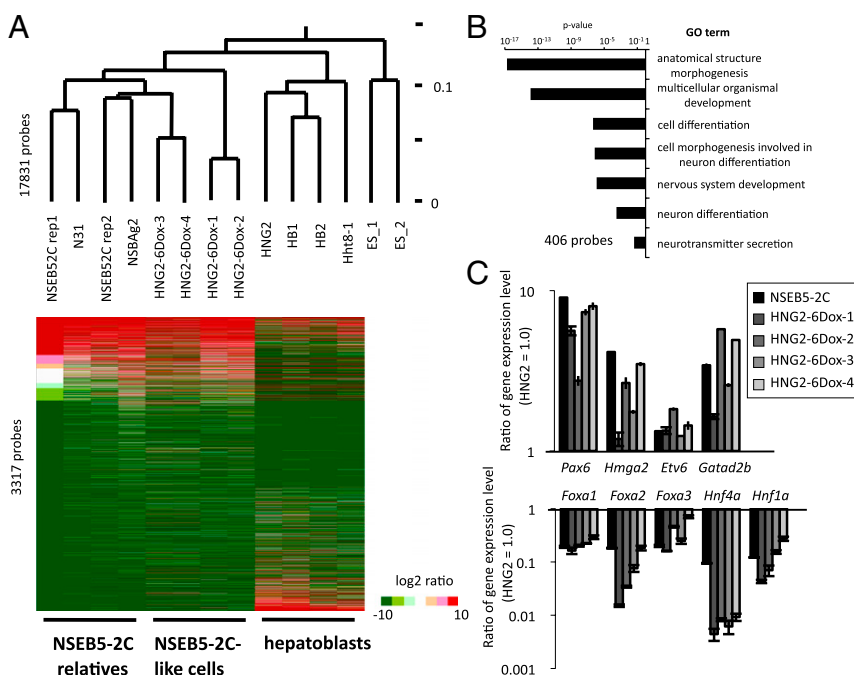 A
17831 probes
0.1
0
NSEB52C rep1
N31
NSEB52C rep2
NSBAg2
HNG2-6Dox-3
HNG2-6Dox-4
HNG2-6Dox-1
HNG2-6Dox-2
HNG2
HB1
HB2
Hht8-1
ES_1
ES_2
3317 probes
log2 ratio
-10
10
NSEB5-2C
relatives
NSEB5-2C-
like cells
hepatoblasts
B
p-value
10-17
10-13
10-9
10-5
10-1
GO term
anatomical structure
morphogenesis
multicellular organismal
development
cell differentiation
cell morphogenesis involved in
neuron differentiation
nervous system development
neuron differentiation
neurotransmitter secretion
406 probes
C
Ratio of gene expression level
(HNG2 = 1.0)
10
1
Pax6
Hmga2
Etv6
Gatad2b
NSEB5-2C
HNG2-6Dox-1
HNG2-6Dox-2
HNG2-6Dox-3
HNG2-6Dox-4
Foxa1
Foxa2
Foxa3
Hnf4a
Hnf1a
Ratio of gene expression level
(HNG2 = 1.0)
1
0.1
0.01
0.001